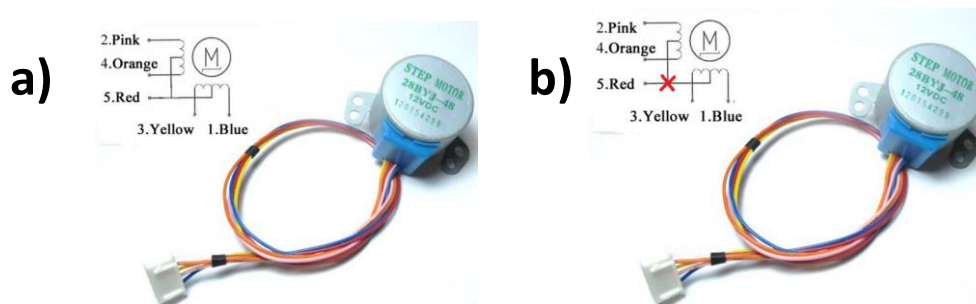 a)
2.Pink
4.Orange
M
5.Red
3.Yellow 1.Blue
STEP MOTOR
28BYJ-48
12VDC
b)
2.Pink
4.Orange
M
5.Red
3.Yellow 1.Blue
STEP MOTOR
28BYJ-48
12VDC